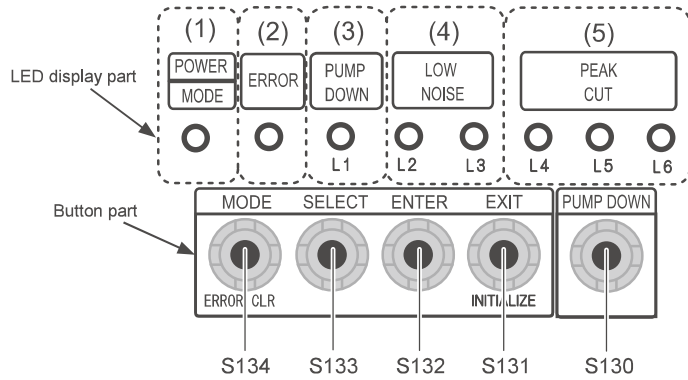 (1) (2) (3) (4) (5)
POWER
MODE
ERROR
PUMP
DOWN
LOW
NOISE
PEAK
CUT
LED display part
L1 L2 L3 L4 L5 L6
Button part
MODE SELECT ENTER EXIT PUMP DOWN
ERROR CLR INITIALIZE
S134 S133 S132 S131 S130